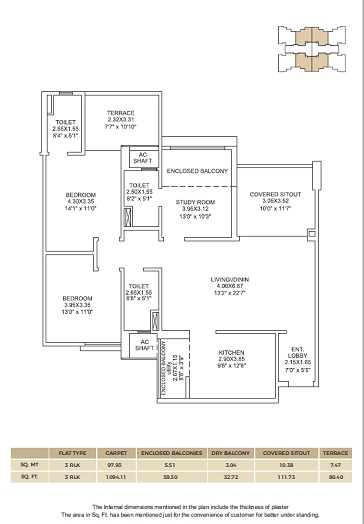 TERRACE
2.32X3.31
7'7" x 10'10"
TOILET
2.55X1.55
8'4" x 5'1"
AC
SHAFT
ENCLOSED BALCONY
TOILET
2.50X1.55
8'2" x 5'1"
BEDROOM
4.30X3.35
14'1" x 11'0"
STUDY ROOM
3.95X3.12
13'0" x 10'3"
COVERED SITOUT
3.05X3.52
10'0" x 11'7"
LIVING/DININ
4.00X6.87
13'2" x 22'7"
BEDROOM
3.95X3.35
13'0" x 11'0"
TOILET
2.65X1.55
8'8" x 5'1"
AC
SHAFT
ENCLOSED BALCONY
utility
2.67X1.15
8'9" x 3'9"
KITCHEN
2.90X3.85
9'6" x 12'8"
ENT.
LOBBY
2.15X1.65
7'0" x 5'5"
FLAT TYPE CARPET ENCLOSED BALCONIES DRY BALCONY COVERED SITOUT TERRACE
SQ. MT 3 RLK 97.95 5.51 3.04 10.38 7.47
SQ. FT. 3 RLK 1094.11 59.30 32.72 111.73 80.40
The Internal dimensions mentioned in the plan include the thickness of plaster
The area in Sq. Ft. has been mentioned just for the convenience of customer for better under standing.